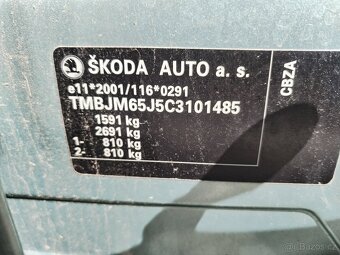 ŠKODA AUTO a. s.
e11*2001/116*0291
TMBJM65J5C3101485
1591 kg
2691 kg
1- 810 kg
2- 810 kg
CBZA